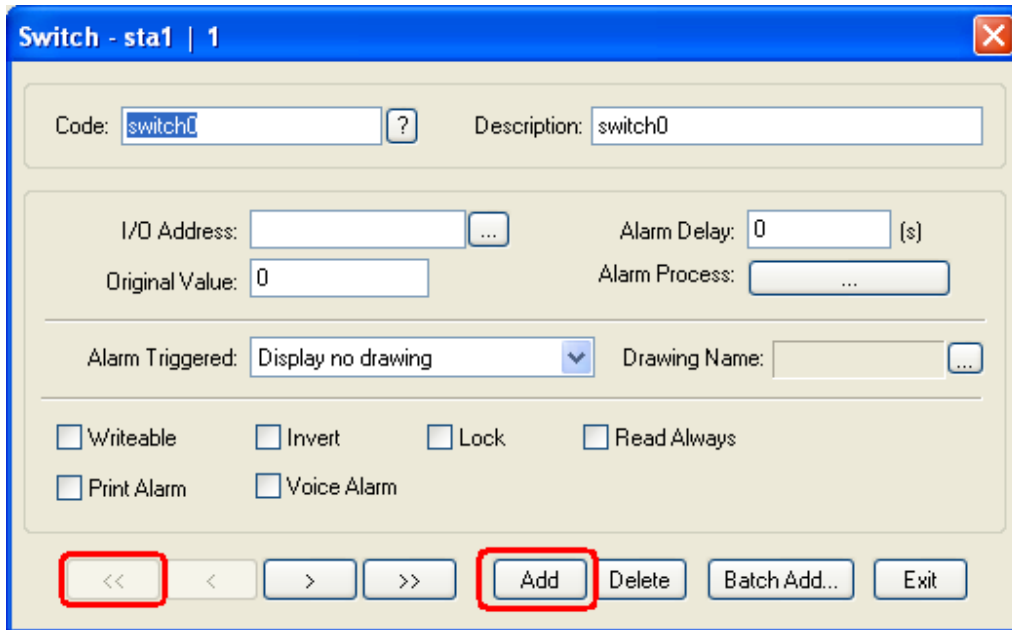 Switch - sta1 | 1
Code: switch0 ? Description: switch0
I/O Address: ... Alarm Delay: 0 (s)
Original Value: 0 Alarm Process: ...
Alarm Triggered: Display no drawing Drawing Name: ...
Writeable Invert Lock Read Always
Print Alarm Voice Alarm
<< < > >> Add Delete Batch Add... Exit